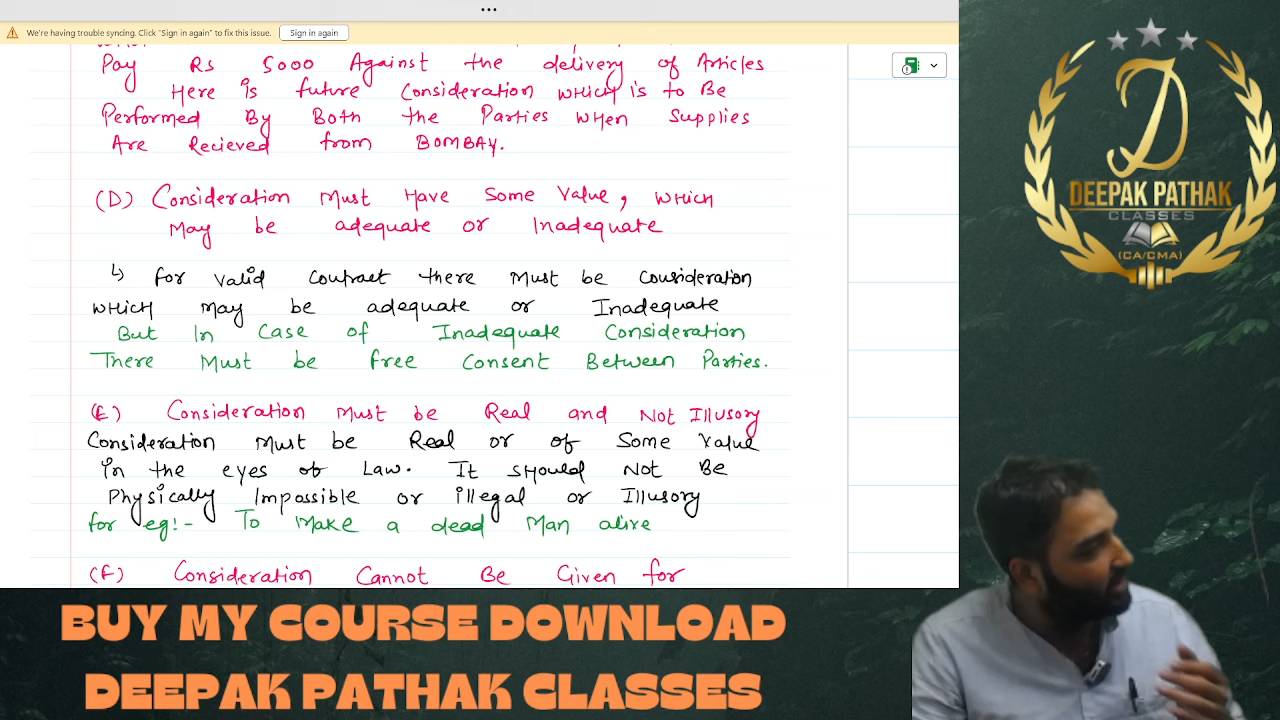 We're having trouble syncing. Click "Sign in again" to fix this issue.
Sign in again
Pay Rs 5000 Against the delivery of Articles
Here is future Consideration which is to Be
Performed By Both the Parties when Supplies
Are Recieved from BOMBAY.
(D) Consideration Must Have Some Value, which
May be adequate or Inadequate
↳ for valid Contract there Must be Consideration
which may be adequate or Inadequate
But In Case of Inadequate Consideration
There Must be free Consent Between Parties.
(E) Consideration Must be Real and Not Illusory
Consideration Must be Real or of Some Value
in the eyes of Law. It should Not Be
Physically Impossible or illegal or Illusory
for eg:- To Make a dead Man alive
(F) Consideration Cannot Be Given for
D
DEEPAK PATHAK
CLASSES
(CA/CMA)
BUY MY COURSE DOWNLOAD
DEEPAK PATHAK CLASSES